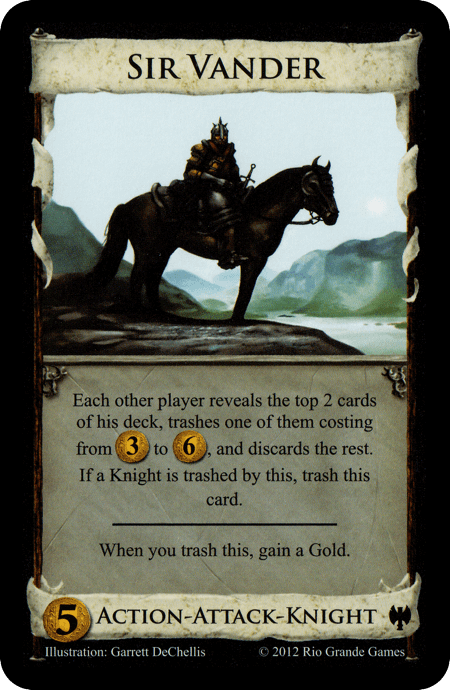 SIR VANDER
Each other player reveals the top 2 cards
of his deck, trashes one of them costing
from 3 to 6, and discards the rest.
If a Knight is trashed by this, trash this
card.
When you trash this, gain a Gold.
5 ACTION-ATTACK-KNIGHT
Illustration: Garrett DeChellis © 2012 Rio Grande Games